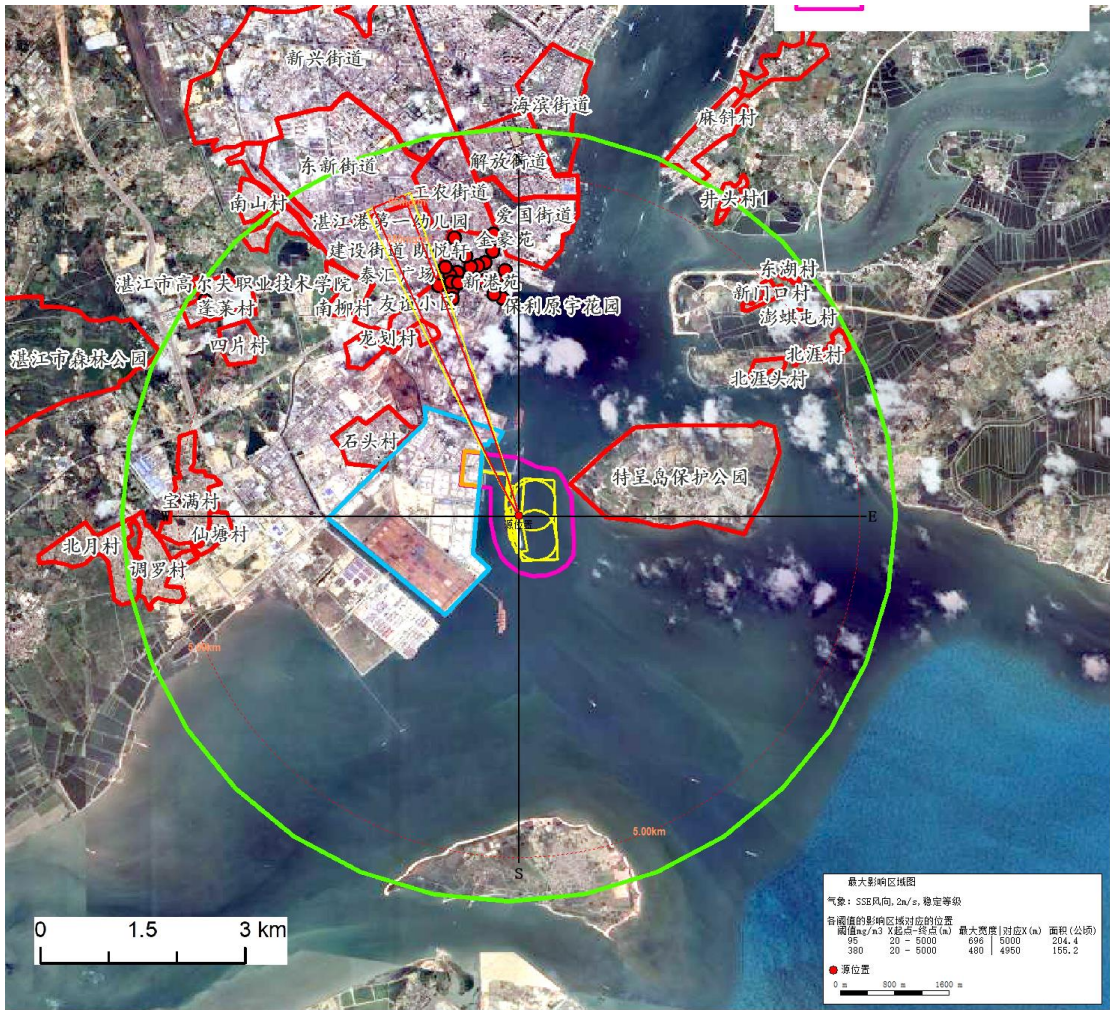 新兴街道
海滨街道
麻斜村
东新街道
解放街道
工农街道
南山村
井头村1
湛江港第一幼儿园
爱国街道
建设街道
朗悦轩
金豪苑
东湖村
湛江市高尔夫职业技术学院
泰汇广场
新港苑
新门口村
蓬莱村
南柳村
友谊小区
保利原宇花园
澎蜞屯村
四片村
龙划村
湛江市森林公园
北涯村
北涯头村
石头村
特呈岛保护公园
宝满村
源位置
E
北月村
仙塘村
调罗村
5.00km
5.00km
S
0 1.5 3 km
最大影响区域图
气象: SSE风向,2m/s,稳定等级
各阈值的影响区域对应的位置
阈值mg/m3 X起点-终点(m) 最大宽度|对应X(m) 面积(公顷)
95 20 - 5000 696 | 5000 204.4
380 20 - 5000 480 | 4950 155.2
源位置
0 m 800 m 1600 m